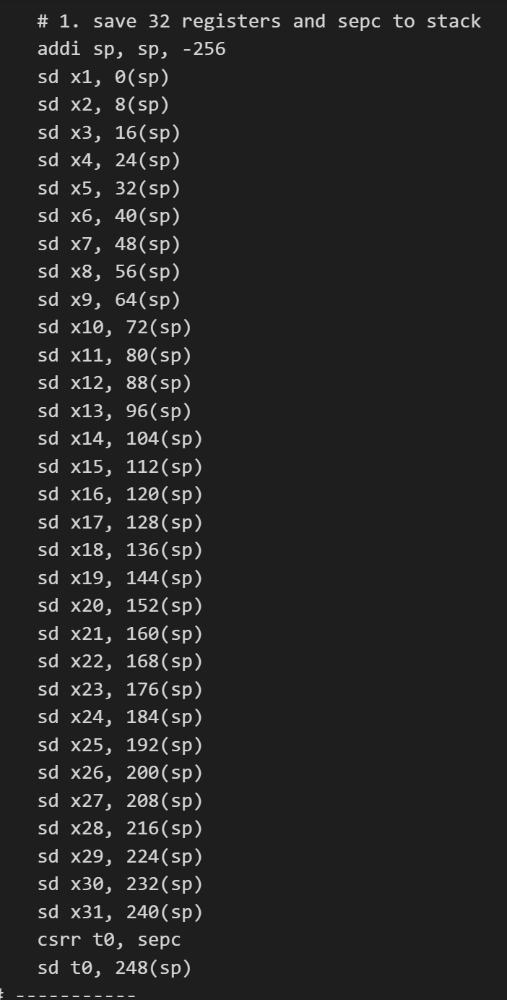 # 1. save 32 registers and sepc to stack
addi sp, sp, -256
sd x1, 0(sp)
sd x2, 8(sp)
sd x3, 16(sp)
sd x4, 24(sp)
sd x5, 32(sp)
sd x6, 40(sp)
sd x7, 48(sp)
sd x8, 56(sp)
sd x9, 64(sp)
sd x10, 72(sp)
sd x11, 80(sp)
sd x12, 88(sp)
sd x13, 96(sp)
sd x14, 104(sp)
sd x15, 112(sp)
sd x16, 120(sp)
sd x17, 128(sp)
sd x18, 136(sp)
sd x19, 144(sp)
sd x20, 152(sp)
sd x21, 160(sp)
sd x22, 168(sp)
sd x23, 176(sp)
sd x24, 184(sp)
sd x25, 192(sp)
sd x26, 200(sp)
sd x27, 208(sp)
sd x28, 216(sp)
sd x29, 224(sp)
sd x30, 232(sp)
sd x31, 240(sp)
csrr t0, sepc
sd t0, 248(sp)
# -----------